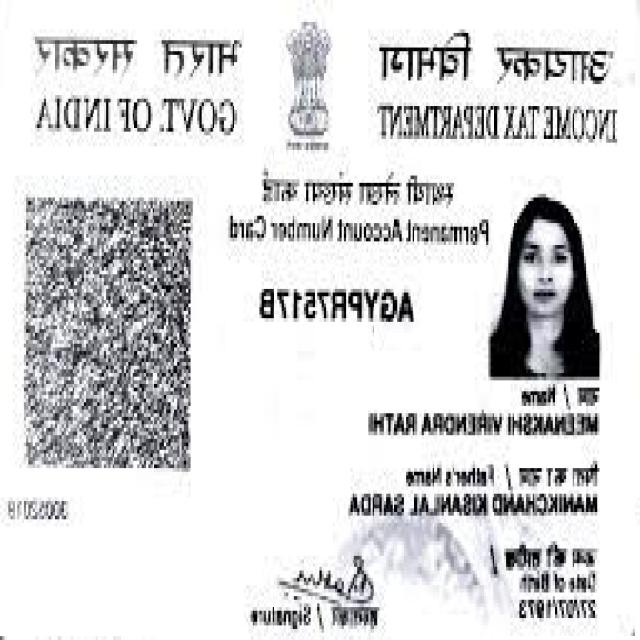 आयकर विभाग
INCOME TAX DEPARTMENT
भारत सरकार
GOVT. OF INDIA
स्थायी लेखा संख्या कार्ड
Permanent Account Number Card
AGYPR7517B
नाम / Name
MEENAKSHI VIRENDRA RATHI
पिता का नाम / Father's Name
MANIKCHAND KISANLAL SARDA
जन्म की तारीख /
Date of Birth
27/07/1973
हस्ताक्षर / Signature
30052018